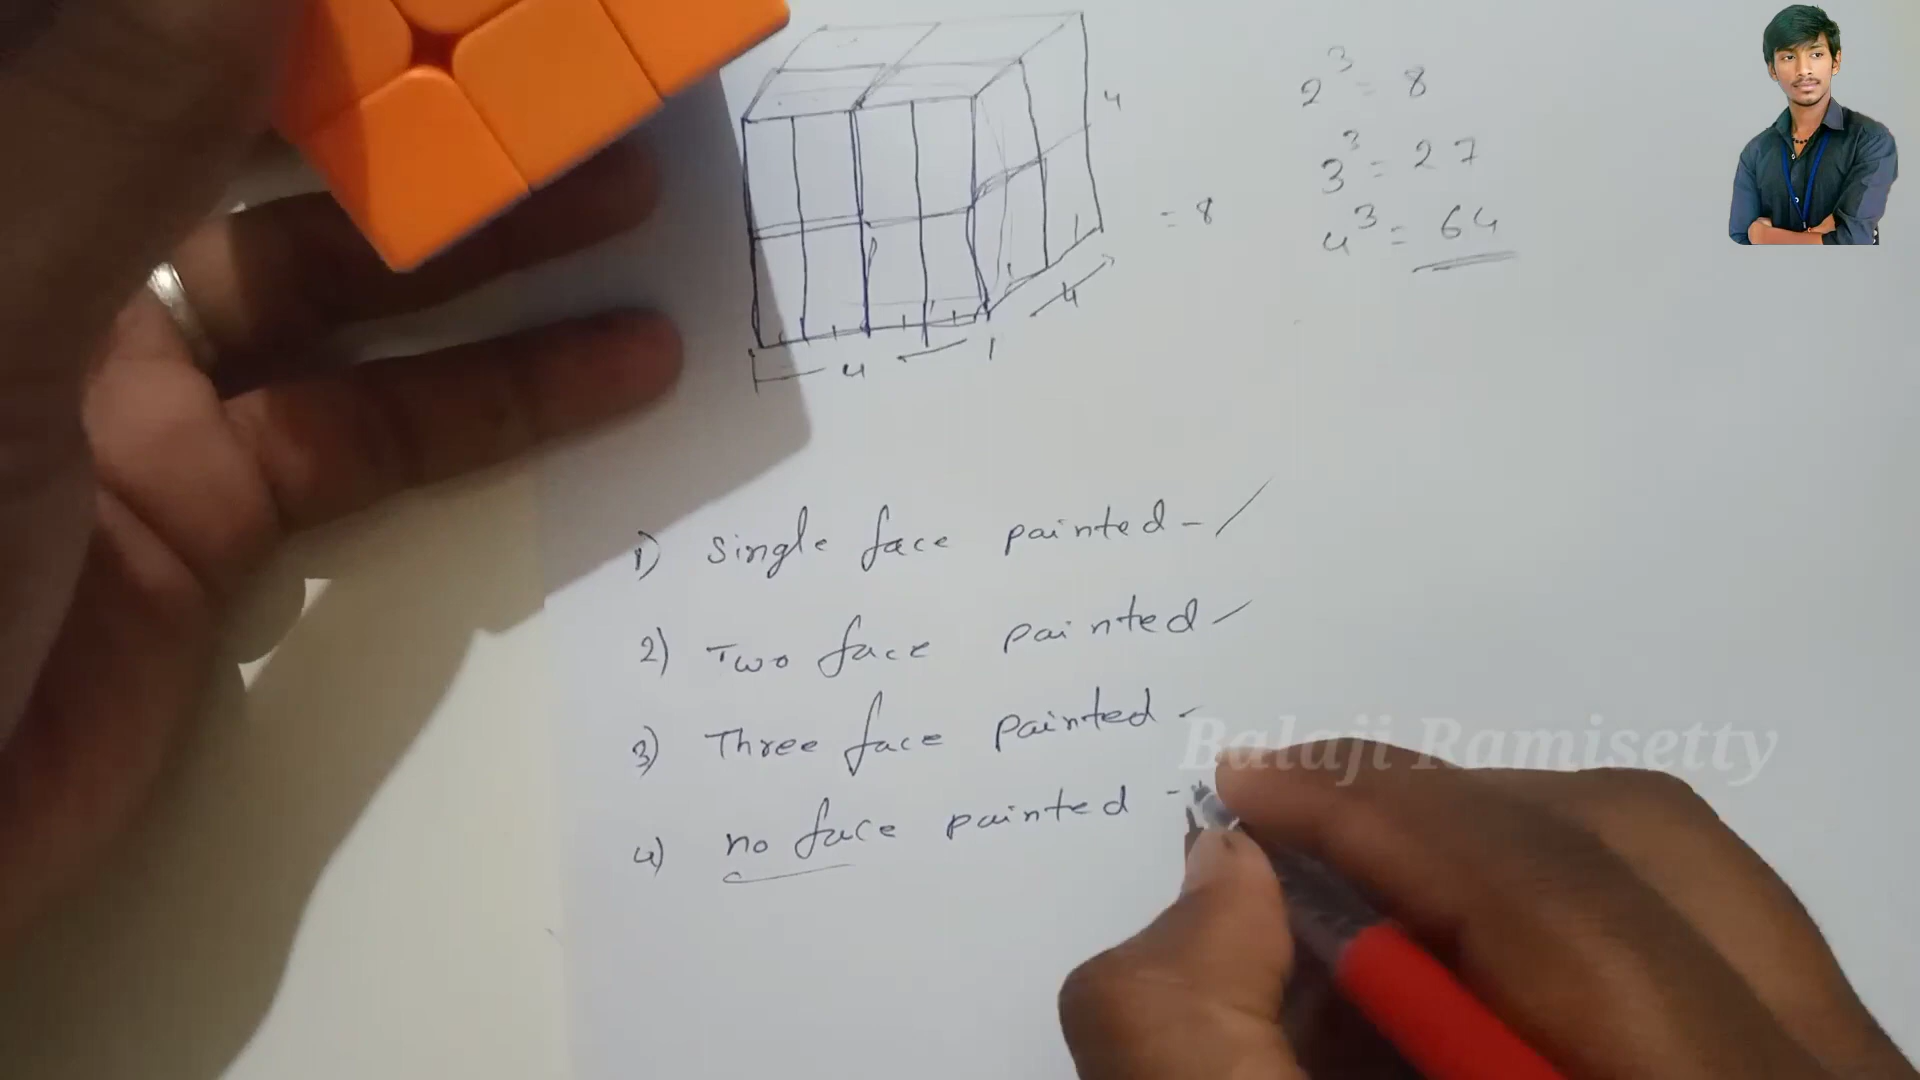 2³ = 8
3³ = 27
4³ = 64
4
= 8
4
4
1
1) Single face painted -
2) Two face painted -
3) Three face painted -
4) no face painted -
Balaji Ramisetty